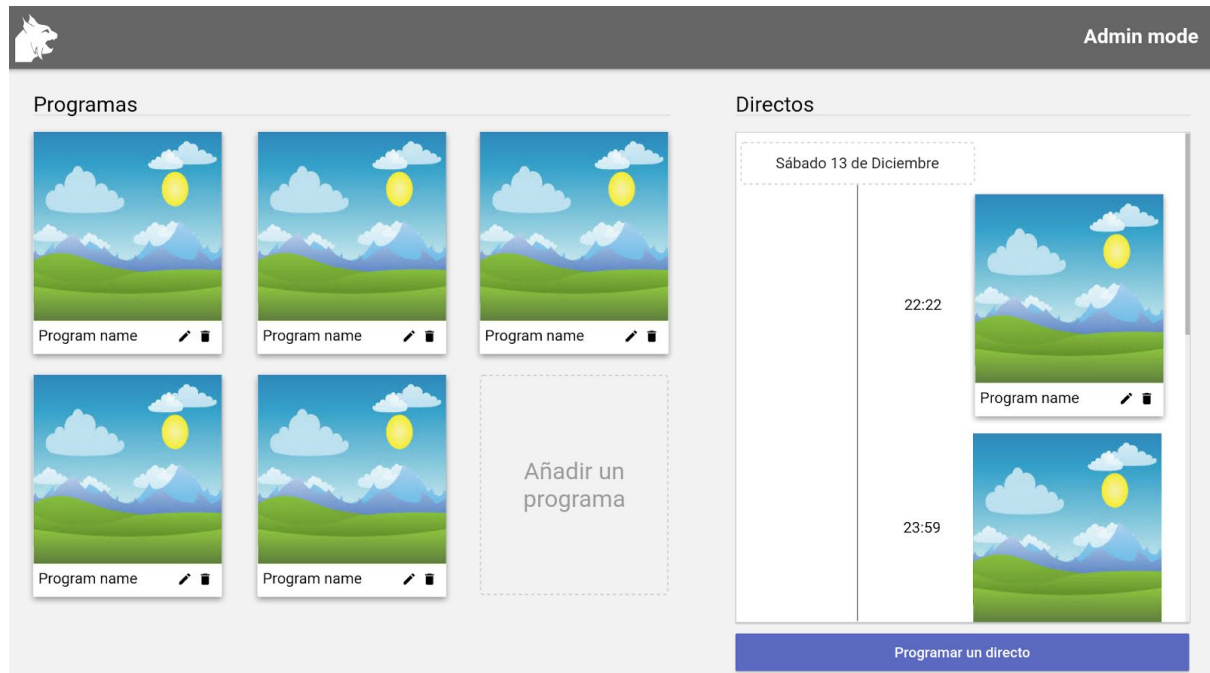 Admin mode
Programas
Program name
Program name
Program name
Program name
Program name
Añadir un
programa
Directos
Sábado 13 de Diciembre
22:22
Program name
23:59
Programar un directo